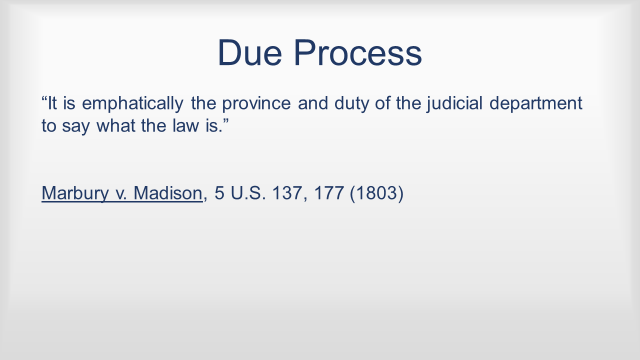 Due Process
“It is emphatically the province and duty of the judicial department
to say what the law is.”
Marbury v. Madison, 5 U.S. 137, 177 (1803)